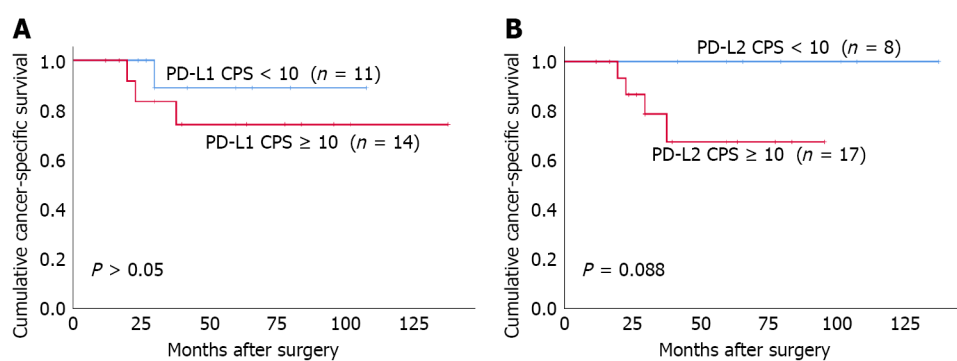 A
Cumulative cancer-specific survival
1.0
0.8
0.6
0.4
0.2
0.0
PD-L1 CPS < 10 (n = 11)
PD-L1 CPS ≥ 10 (n = 14)
P > 0.05
0 25 50 75 100 125
Months after surgery
B
Cumulative cancer-specific survival
1.0
0.8
0.6
0.4
0.2
0.0
PD-L2 CPS < 10 (n = 8)
PD-L2 CPS ≥ 10 (n = 17)
P = 0.088
0 25 50 75 100 125
Months after surgery